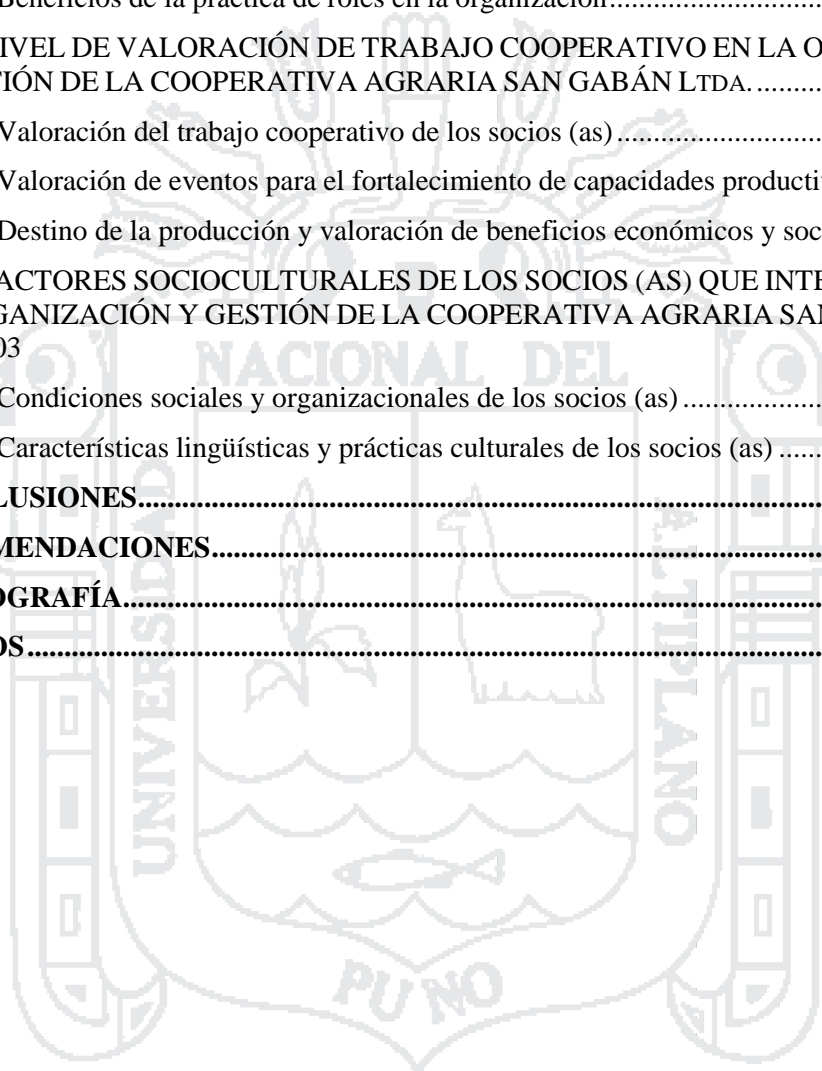 Beneficios de la práctica de roles en la organización
IVEL DE VALORACIÓN DE TRABAJO COOPERATIVO EN LA O
TIÓN DE LA COOPERATIVA AGRARIA SAN GABÁN LTDA.
Valoración del trabajo cooperativo de los socios (as)
Valoración de eventos para el fortalecimiento de capacidades producti
Destino de la producción y valoración de beneficios económicos y soc
ACTORES SOCIOCULTURALES DE LOS SOCIOS (AS) QUE INTE
GANIZACIÓN Y GESTIÓN DE LA COOPERATIVA AGRARIA SAN
03
NACIONAL DEL
Condiciones sociales y organizacionales de los socios (as)
Características lingüísticas y prácticas culturales de los socios (as)
LUSIONES
MENDACIONES
OGRAFÍA
OS
UNIVERSIDAD
ALTIPLANO
PUNO